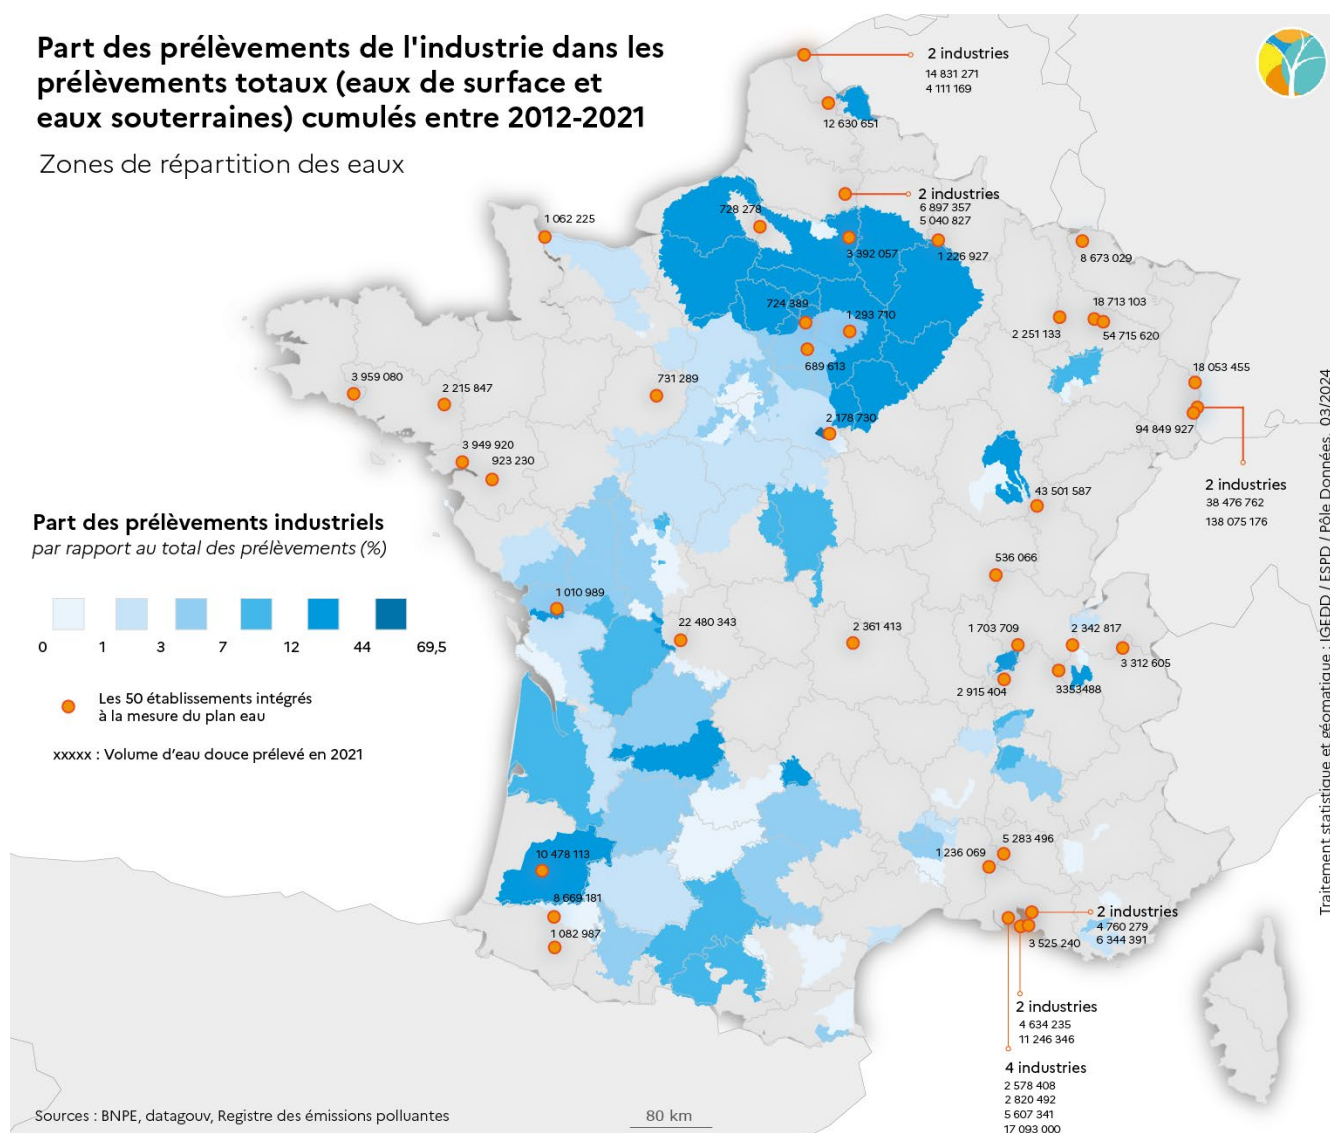 Part des prélèvements de l'industrie dans les
prélèvements totaux (eaux de surface et
eaux souterraines) cumulés entre 2012-2021
Zones de répartition des eaux
2 industries
14 831 271
4 111 169
12 630 651
2 industries
6 897 357
5 040 827
728 278
1 062 225
3 392 057
1 226 927
8 673 029
724 389
1 293 710
18 713 103
2 251 133
54 715 620
689 613
3 959 080
2 215 847
731 289
18 053 455
2 178 730
94 849 927
3 949 920
923 230
43 501 587
2 industries
38 476 762
138 075 176
Part des prélèvements industriels
par rapport au total des prélèvements (%)
0 1 3 7 12 44 69,5
Les 50 établissements intégrés
à la mesure du plan eau
xxxxx : Volume d'eau douce prélevé en 2021
536 066
1 010 989
22 480 343
2 361 413
1 703 709
2 342 817
3 312 605
2 915 404
3353488
10 478 113
5 283 496
1 236 069
8 669 181
1 082 987
2 industries
4 760 279
6 344 391
3 525 240
2 industries
4 634 235
11 246 346
4 industries
2 578 408
2 820 492
5 607 341
17 093 000
Sources : BNPE, datagouv, Registre des émissions polluantes
80 km
Traitement statistique et géomatique : IGEDD / ESPD / Pôle Données, 03/2024